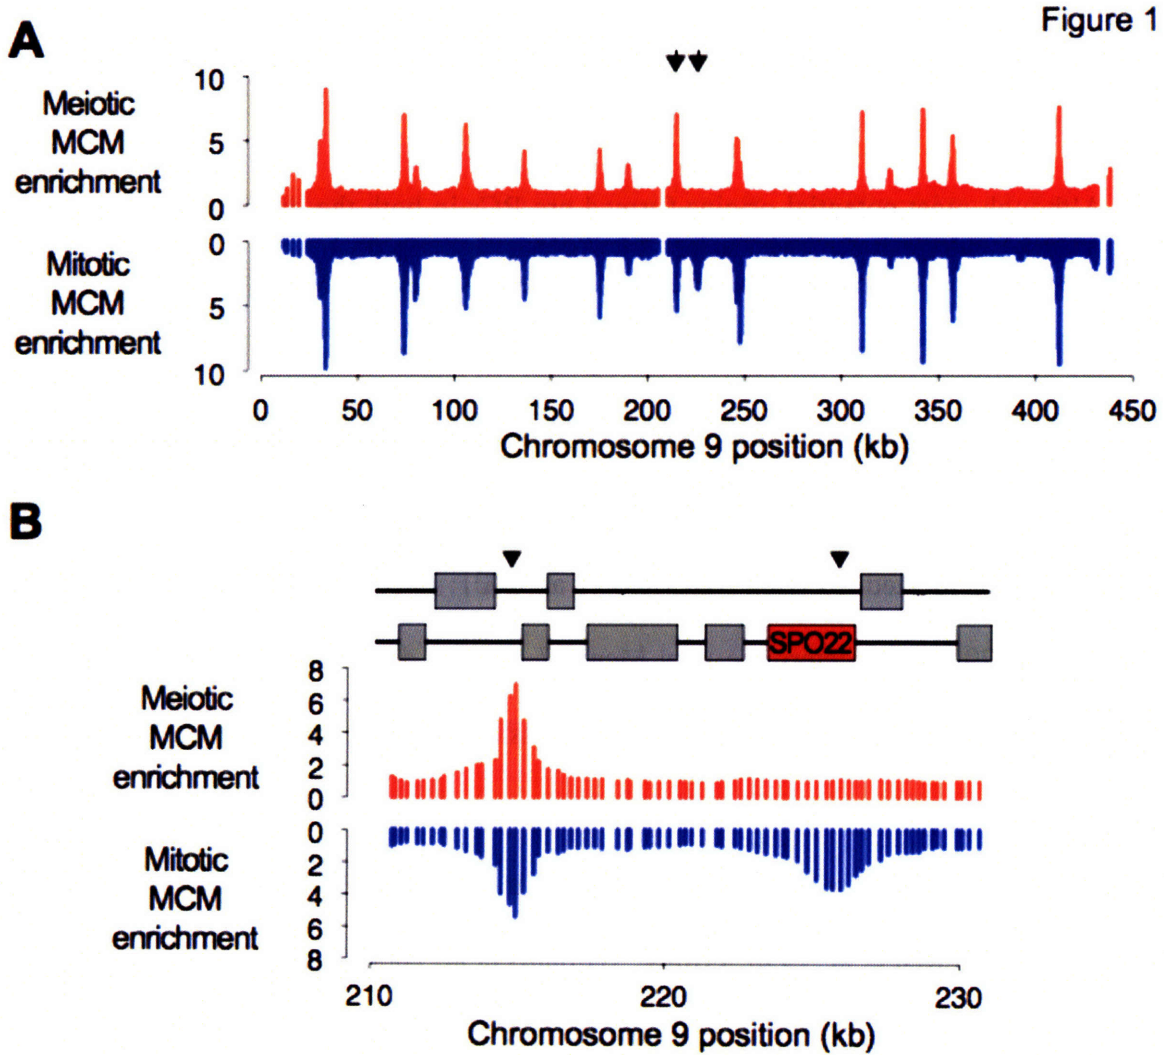 Figure 1
A
Meiotic
MCM
enrichment
10
5
0
Mitotic
MCM
enrichment
0
5
10
0 50 100 150 200 250 300 350 400 450
Chromosome 9 position (kb)
B
SPO22
Meiotic
MCM
enrichment
8
6
4
2
0
Mitotic
MCM
enrichment
0
2
4
6
8
210 220 230
Chromosome 9 position (kb)